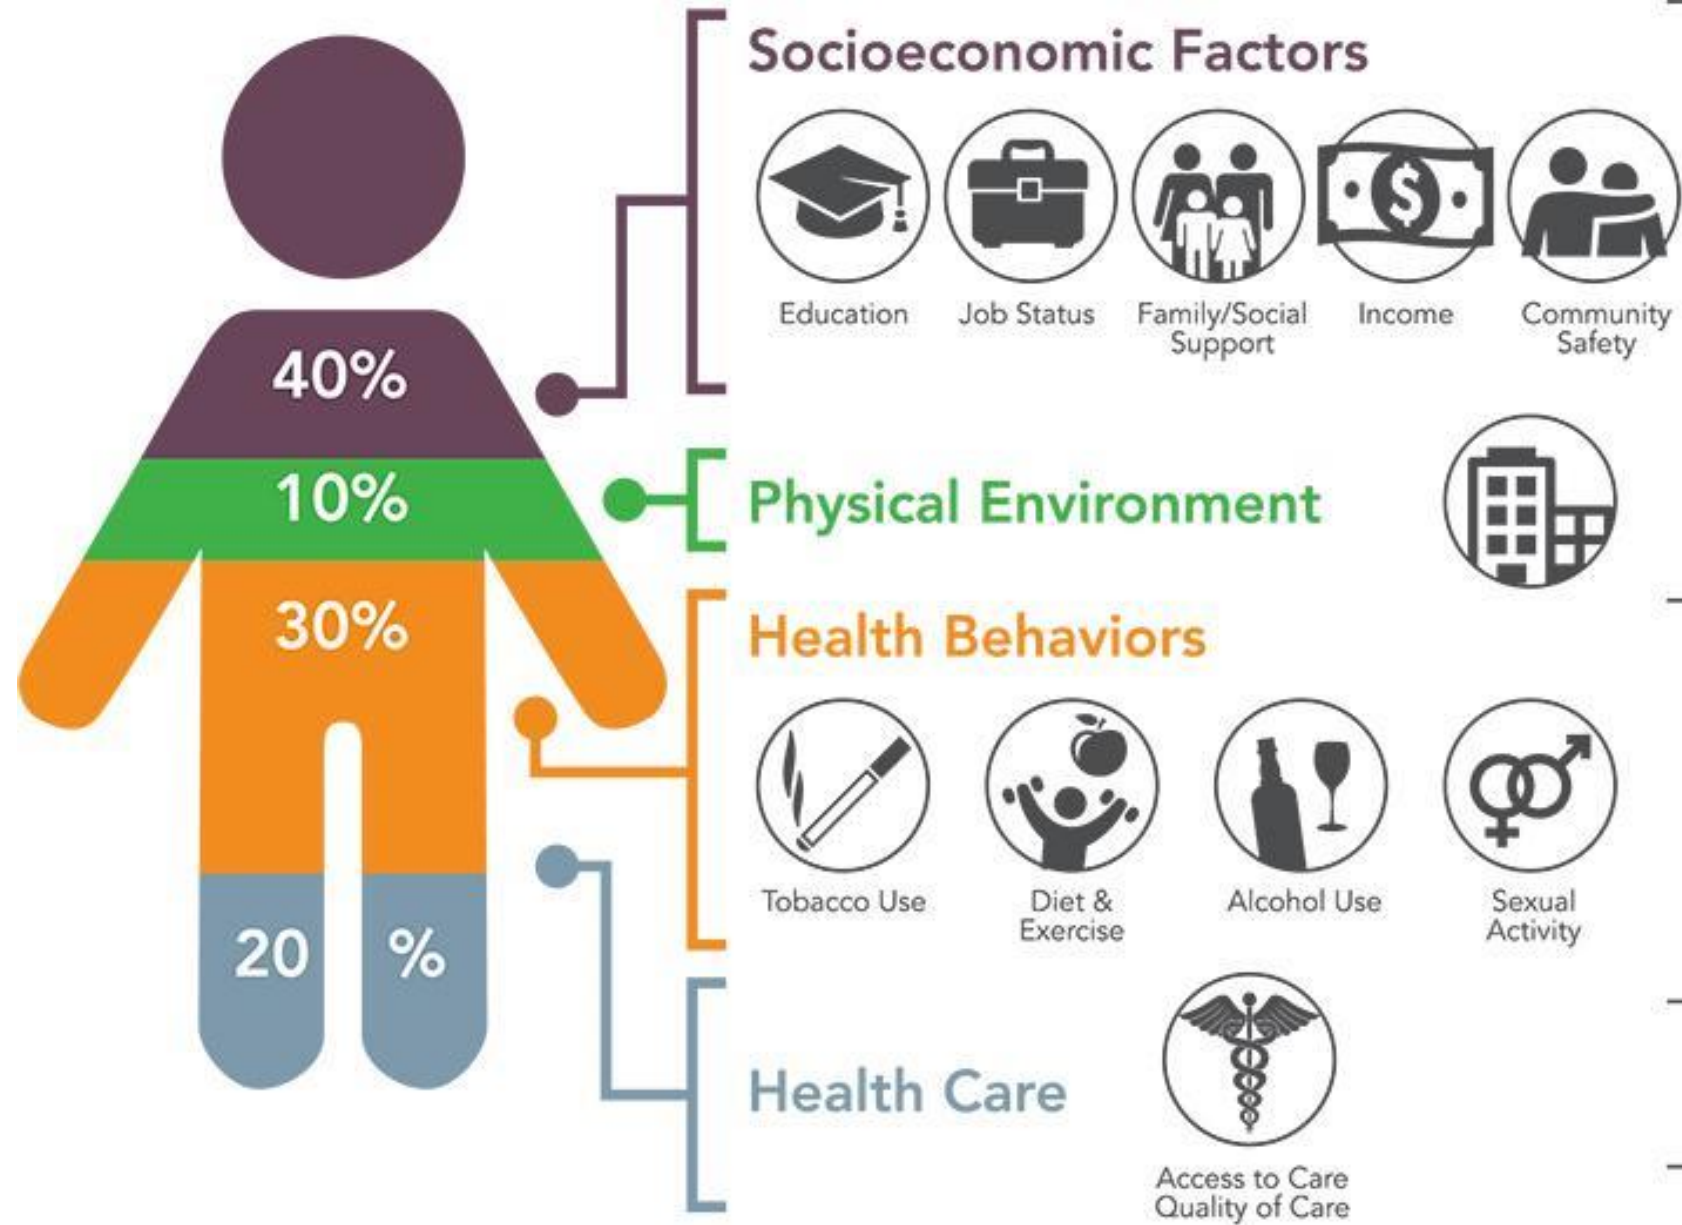 Socioeconomic Factors
Education
Job Status
Family/Social
Support
Income
Community
Safety
40%
10%
Physical Environment
30%
Health Behaviors
Tobacco Use
Diet &
Exercise
Alcohol Use
Sexual
Activity
20 %
Health Care
Access to Care
Quality of Care
$